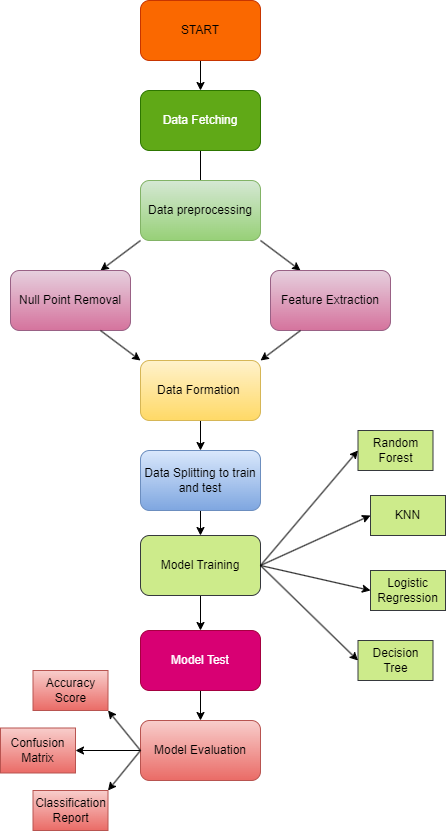 START
Data Fetching
Data preprocessing
Null Point Removal
Feature Extraction
Data Formation
Data Splitting to train
and test
Random
Forest
KNN
Model Training
Logistic
Regression
Decision
Tree
Model Test
Accuracy
Score
Confusion
Matrix
Model Evaluation
Classification
Report